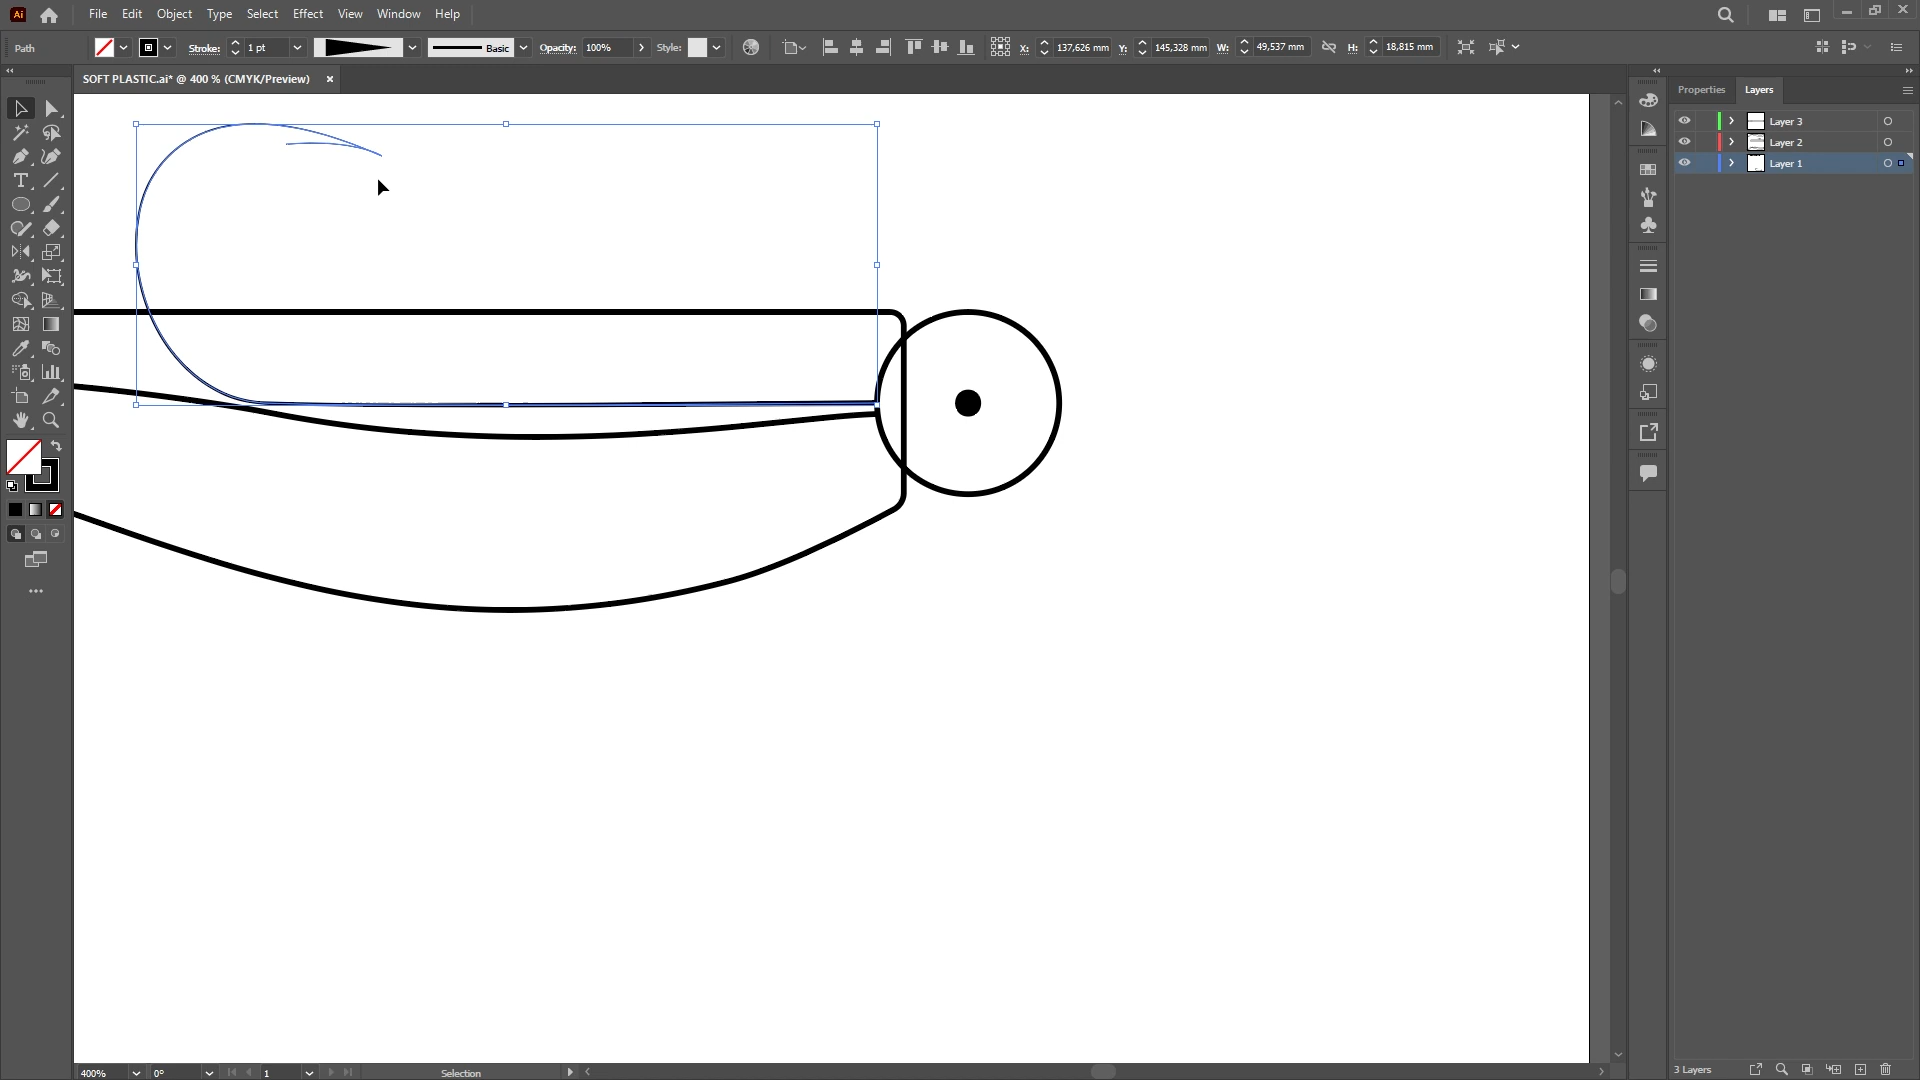 Ai File Edit Object Type Select Effect View Window Help
Path Stroke: 1 pt Basic Opacity: 100% Style: X: 137,626 mm Y: 145,328 mm W: 49,537 mm H: 18,815 mm
SOFT PLASTIC.ai* @ 400 % (CMYK/Preview) ×
Properties Layers
Layer 3
Layer 2
Layer 1
T
400% 0° 1 Selection
3 Layers